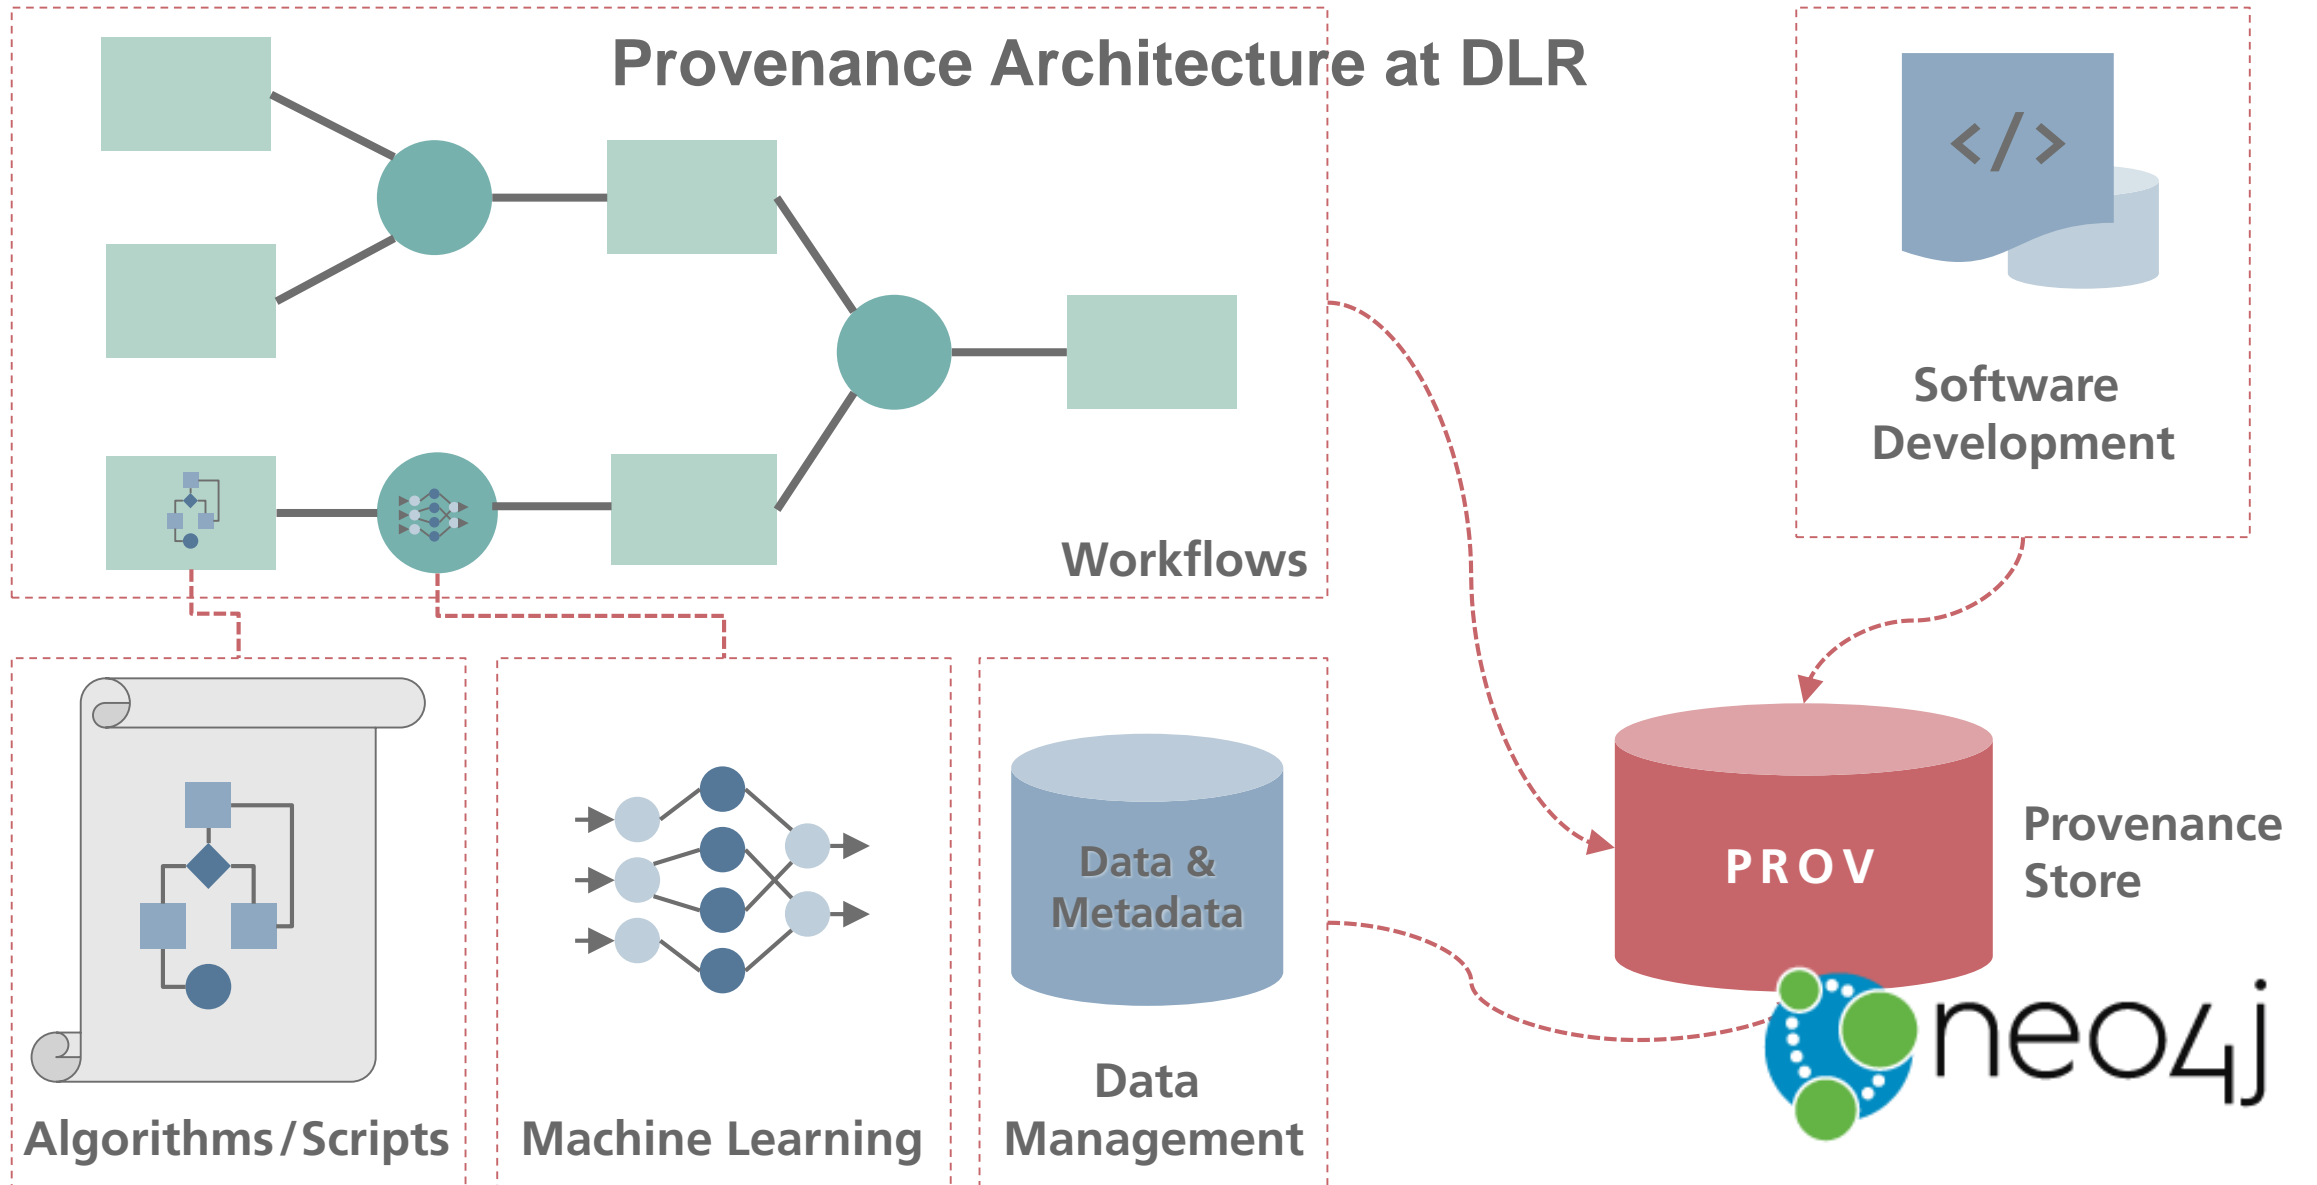 Provenance Architecture at DLR
</>
Software
Development
Workflows
Data &
Metadata
PROV
Provenance
Store
neo4j
Algorithms/Scripts
Machine Learning
Data
Management